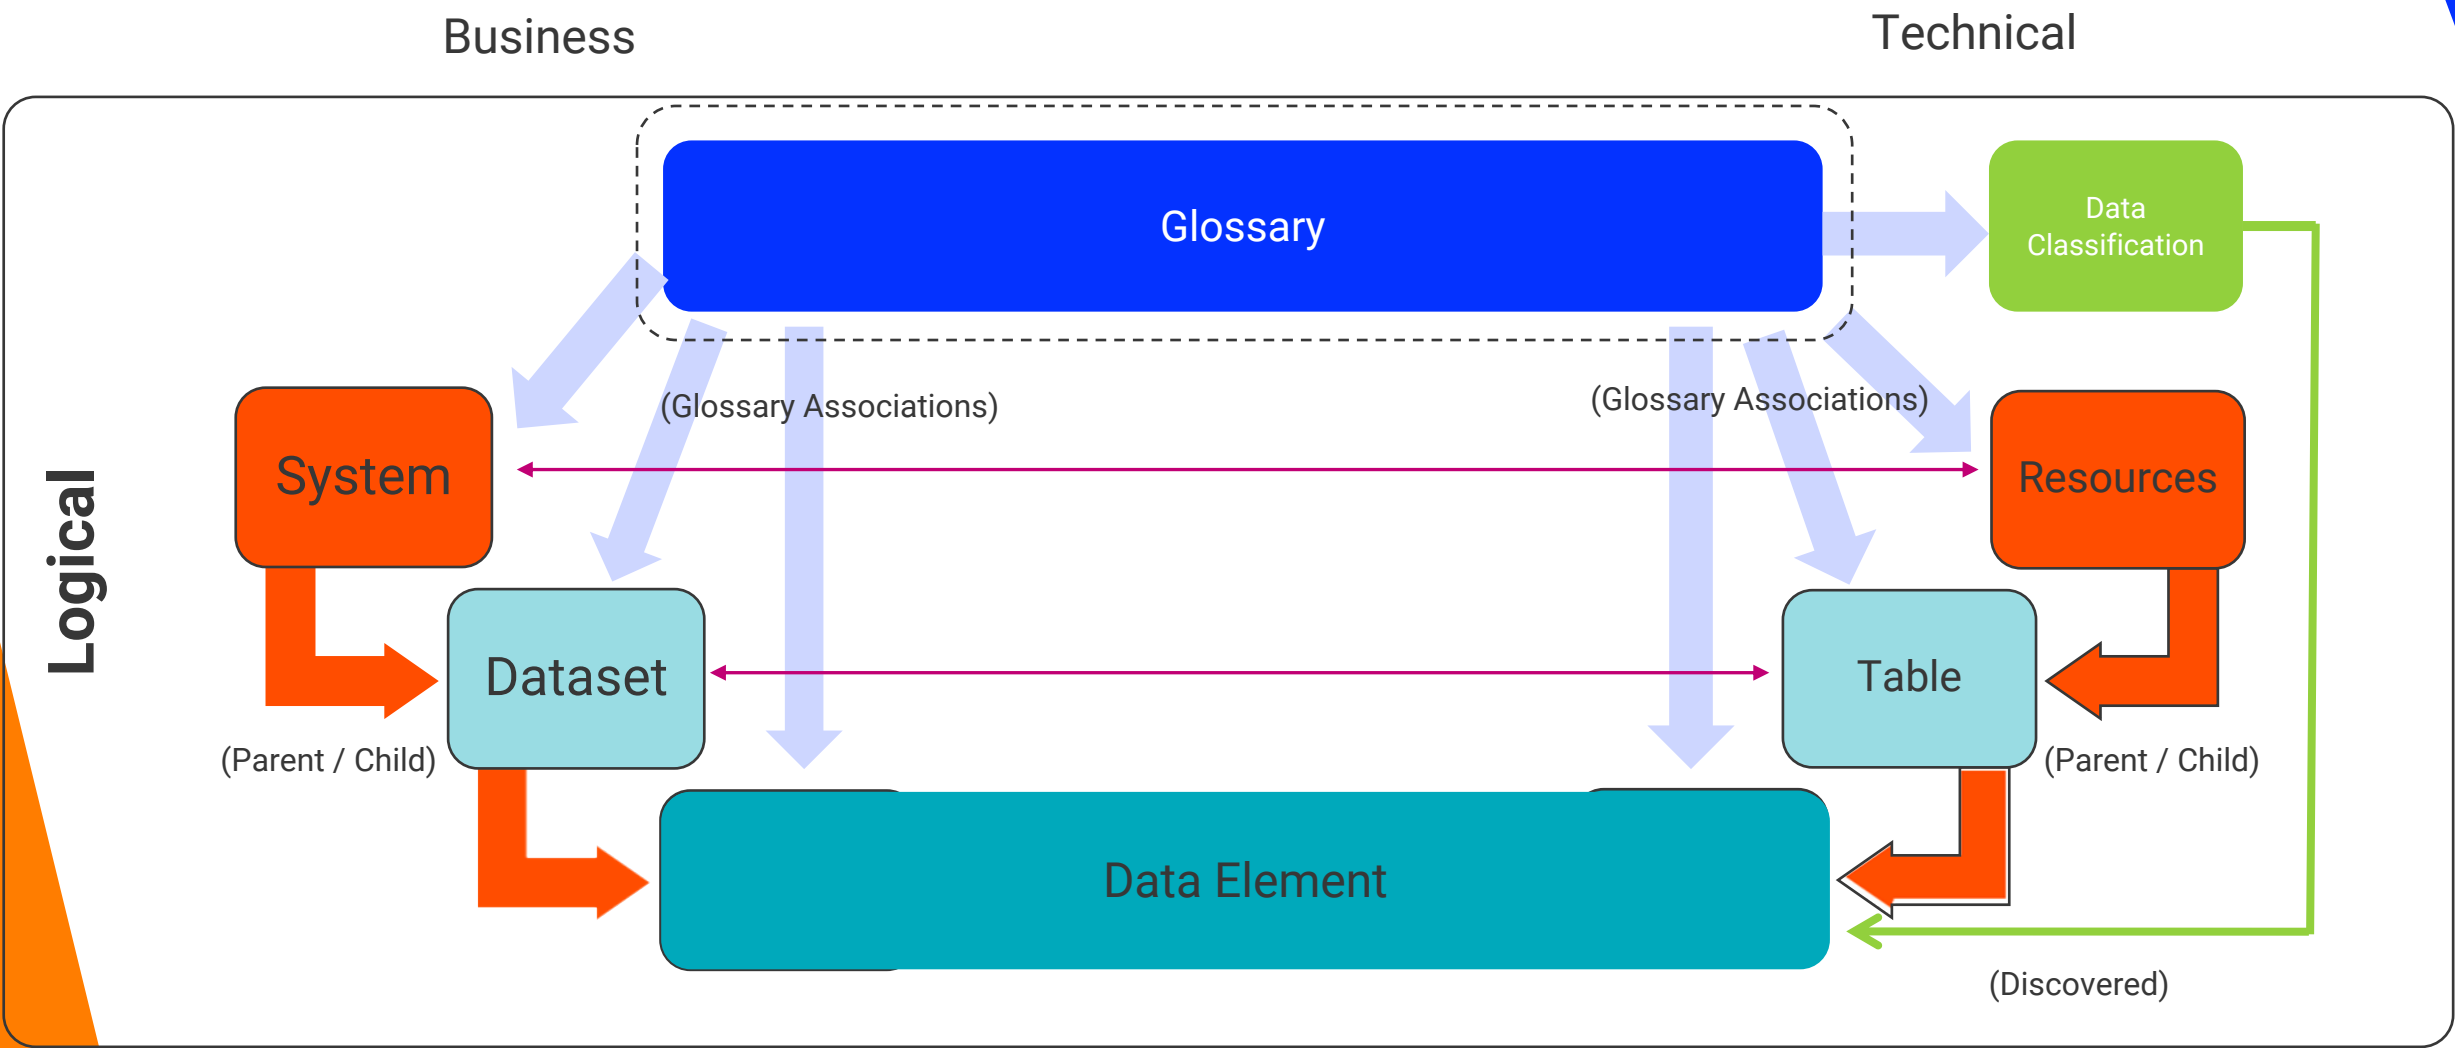 Business
Technical
Glossary
Data
Classification
(Glossary Associations)
(Glossary Associations)
System
Resources
Logical
Dataset
Table
(Parent / Child)
(Parent / Child)
Data Element
(Discovered)